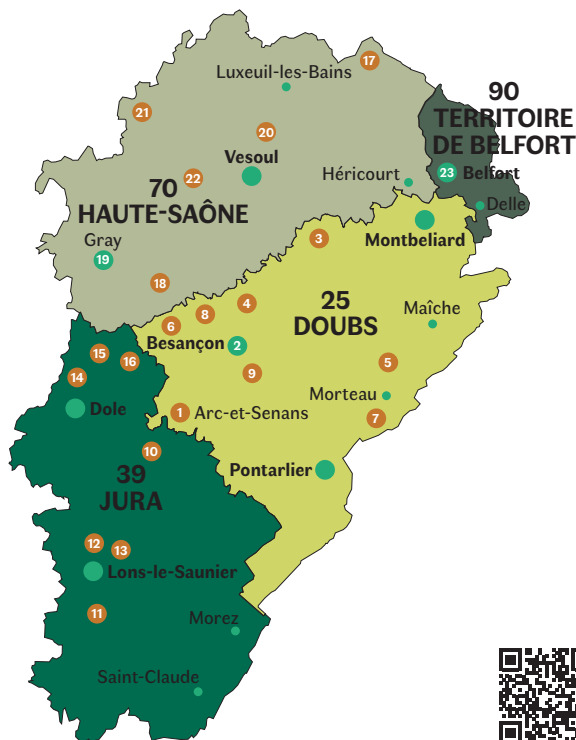 17
Luxeuil-les-Bains
90
TERRITOIRE
DE BELFORT
21
20
Vesoul
22
70
HAUTE-SAÔNE
Héricourt
23
Belfort
Delle
Gray
19
Montbeliard
3
18
4
25
DOUBS
8
6
Besançon
2
Maîche
15
16
14
9
5
Morteau
Dole
1
Arc-et-Senans
7
10
39
JURA
Pontarlier
12
13
Lons-le-Saunier
11
Morez
Saint-Claude